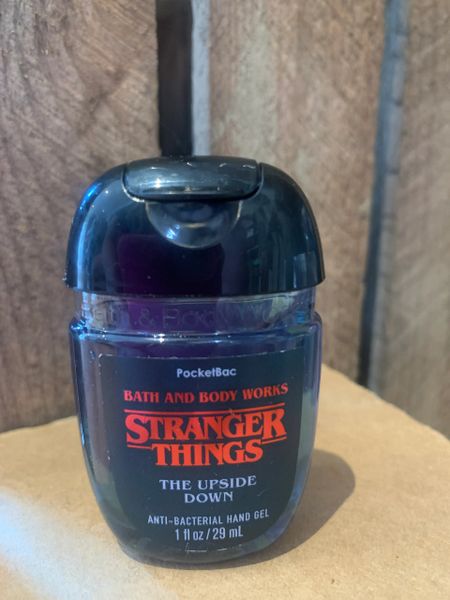 PocketBac
BATH AND BODY WORKS
STRANGER
THINGS
THE UPSIDE
DOWN
ANTI-BACTERIAL HAND GEL
1 fl oz / 29 mL